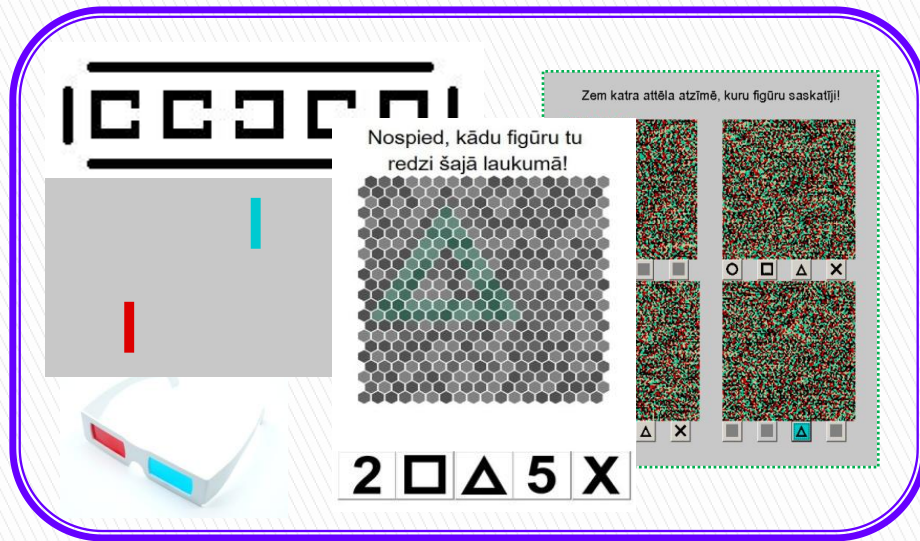 Zem katra attēla atzīmē, kuru figūru saskatīji!
Nospied, kādu figūru tu
redzi šajā laukumā!
2 5 X